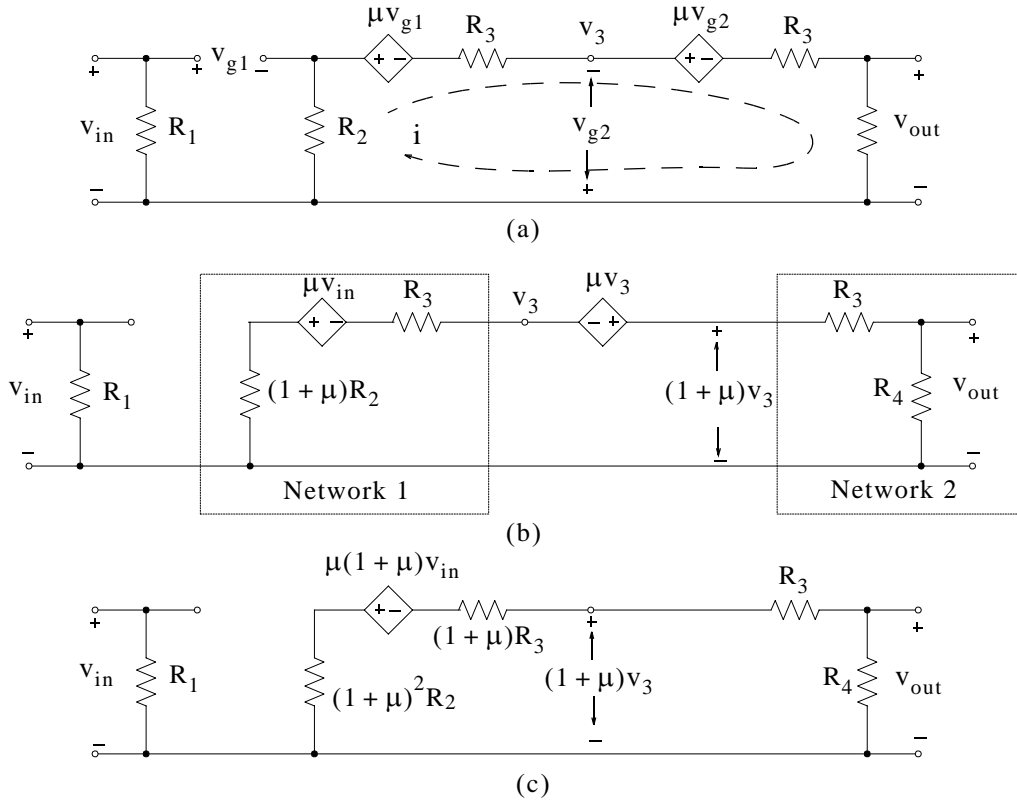 μv_g1 R_3 v_3 μv_g2 R_3
+ v_g1 + − + − − + − +
v_in R_1 R_2 i v_g2 v_out
− + −
(a)
μv_in R_3 v_3 μv_3 R_3
+ + − − + + +
v_in R_1 (1 + μ)R_2 (1 + μ)v_3 R_4 v_out
− − −
Network 1 Network 2
(b)
μ(1 + μ)v_in R_3
+ + − (1 + μ)R_3 + +
v_in R_1 (1 + μ)^2R_2 (1 + μ)v_3 R_4 v_out
− − −
(c)